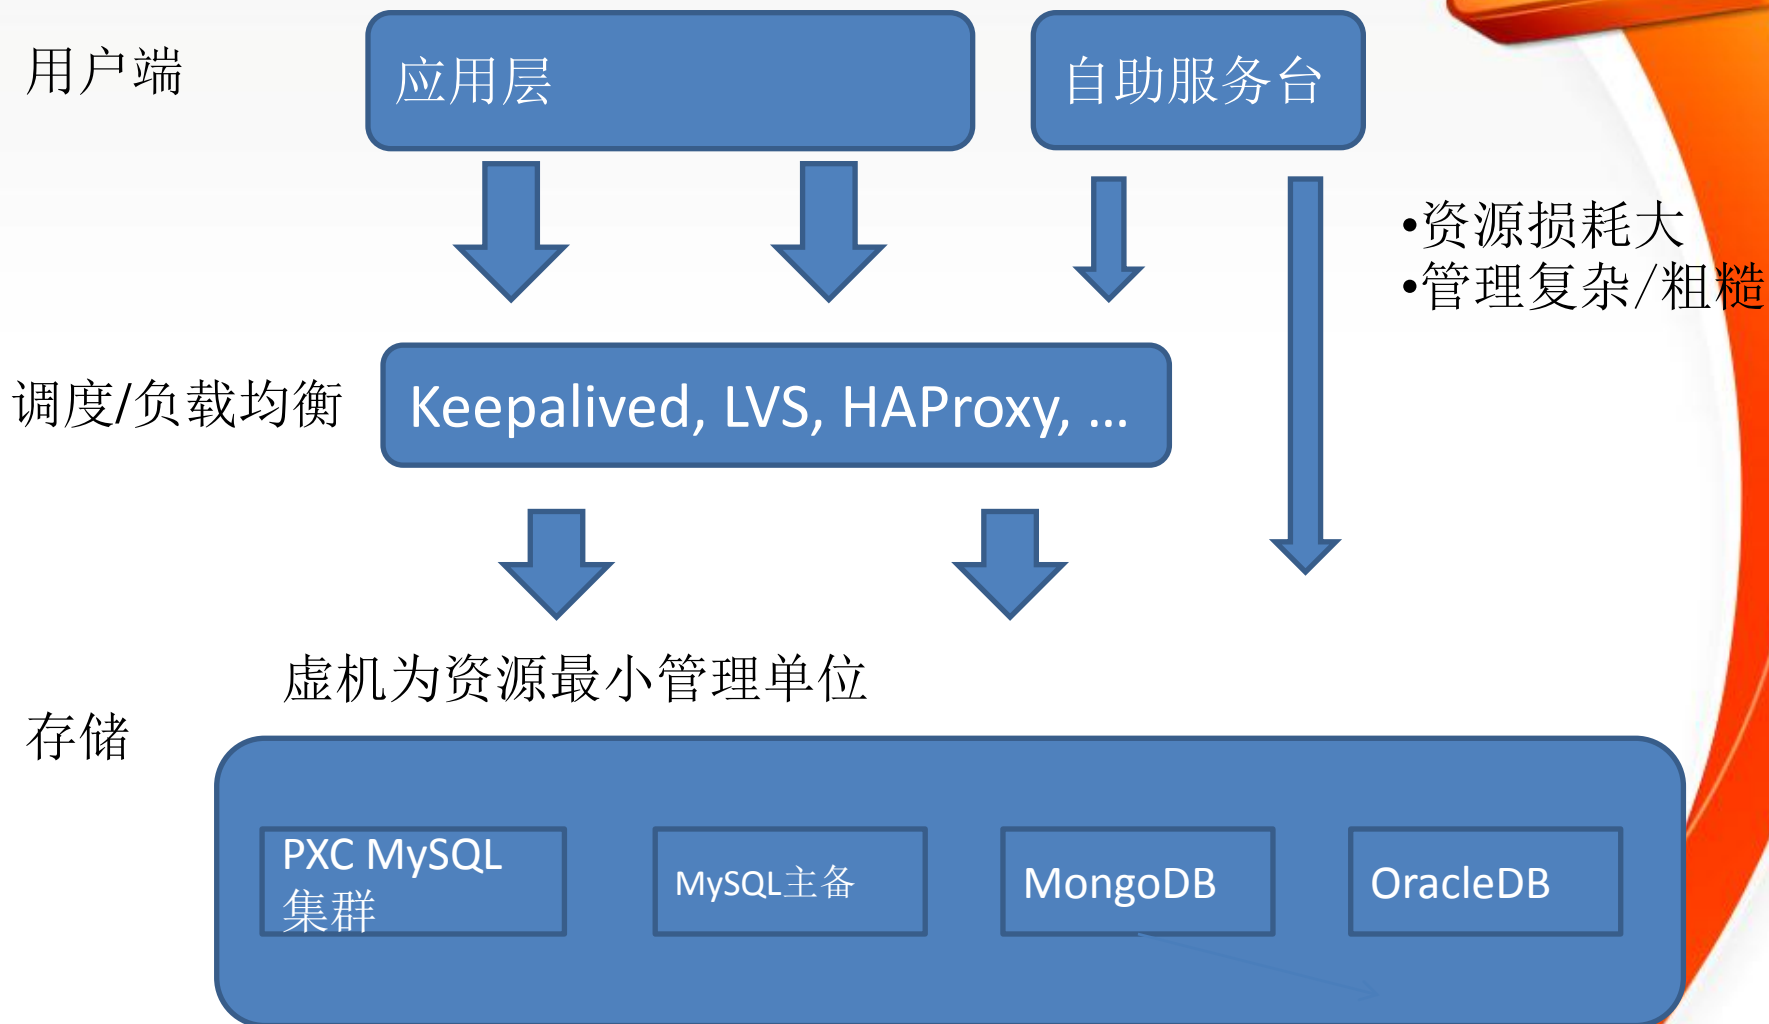 用户端
应用层
自助服务台
•资源损耗大
•管理复杂/粗糙
调度/负载均衡
Keepalived, LVS, HAProxy, ...
虚机为资源最小管理单位
存储
PXC MySQL
集群
MySQL主备
MongoDB
OracleDB